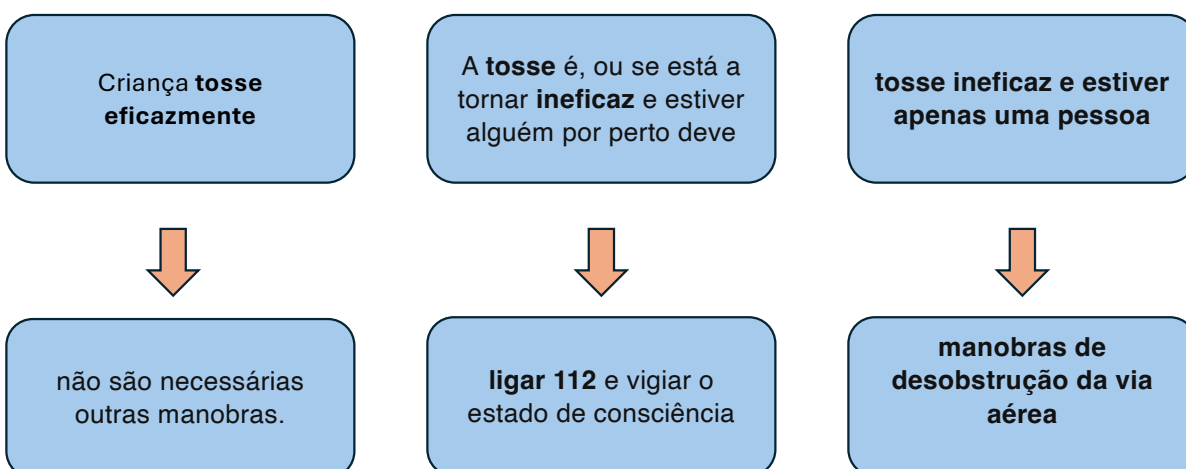 Criança tosse
eficazmente
A tosse é, ou se está a
tornar ineficaz e estiver
alguém por perto deve
tosse ineficaz e estiver
apenas uma pessoa
não são necessárias
outras manobras.
ligar 112 e vigiar o
estado de consciência
manobras de
desobstrução da via
aérea